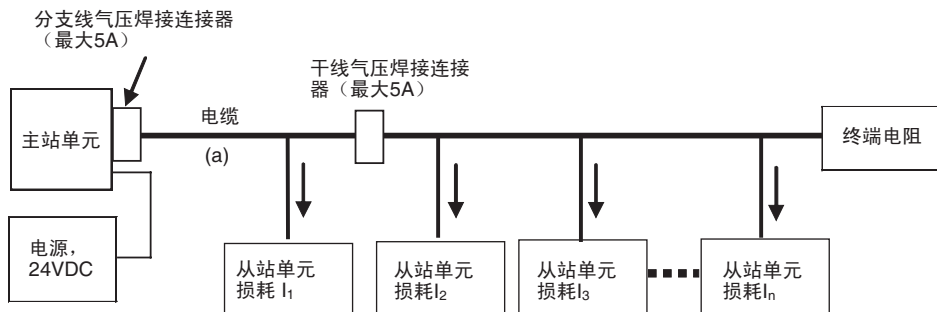 分支线气压焊接连接器
（最大5A）
干线气压焊接连接
器（最大5A）
主站单元
电缆
(a)
终端电阻
电源，
24VDC
从站单元
损耗 I₁
从站单元
损耗I₂
从站单元
损耗I₃
从站单元
损耗Iₙ